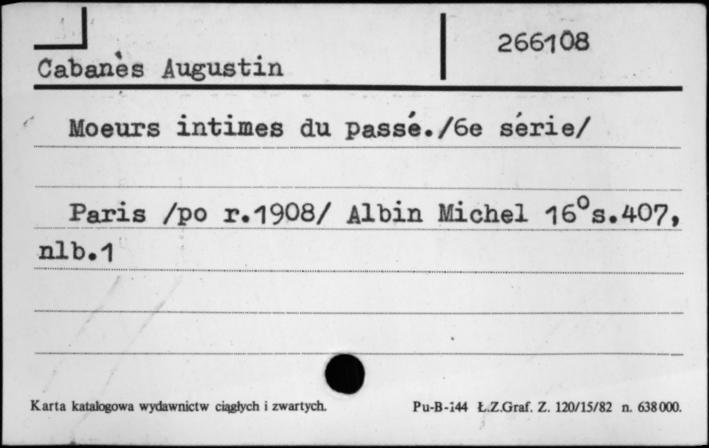 266108
Cabanès Augustin
Moeurs intimes du passé./6e série/
Paris /po r.1908/ Albin Michel 16°s.407,
nlb.1
Karta katalogowa wydawnictw ciągłych i zwartych.
Pu-B-144 Ł.Z.Graf. Z. 120/15/82 n. 638000.